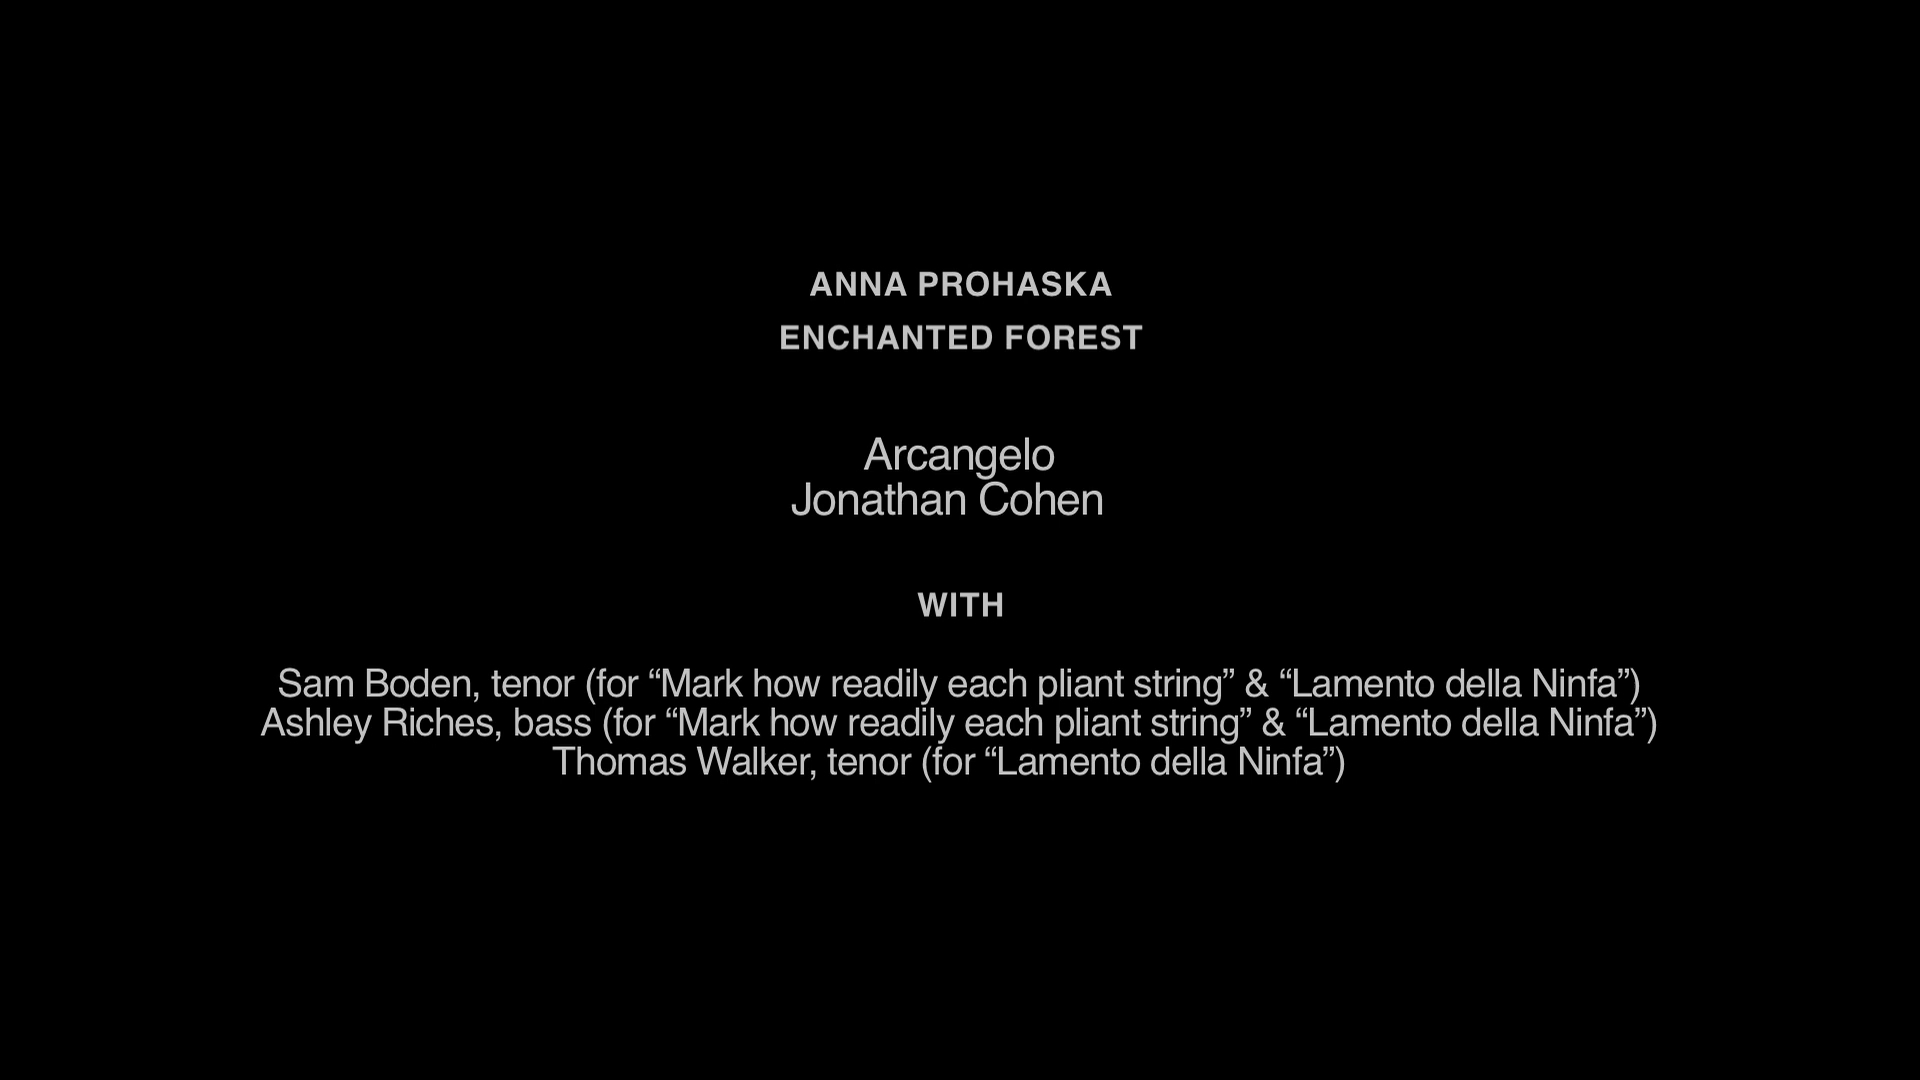 ANNA PROHASKA
ENCHANTED FOREST
Arcangelo
Jonathan Cohen
WITH
Sam Boden, tenor (for “Mark how readily each pliant string” & “Lamento della Ninfa”)
Ashley Riches, bass (for “Mark how readily each pliant string” & “Lamento della Ninfa”)
Thomas Walker, tenor (for “Lamento della Ninfa”)